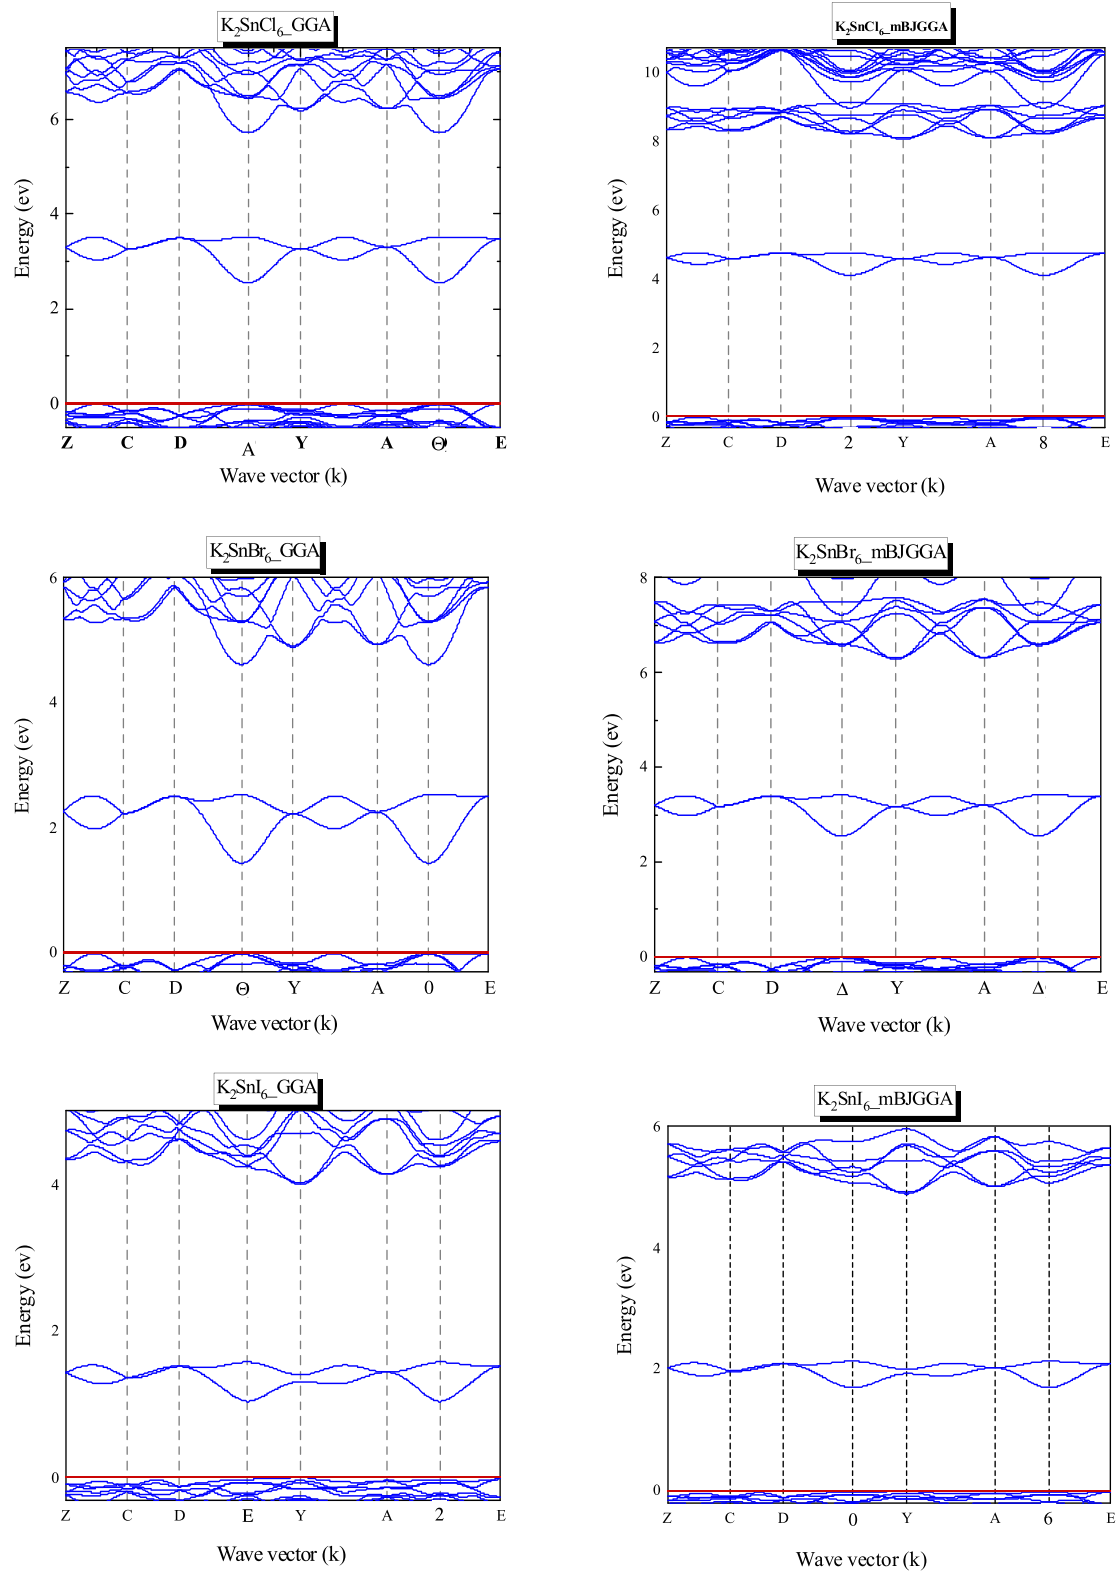 K₂SnCl₆_GGA
6
4
2
0
Energy (ev)
Z C D A Y A Θ E
Wave vector (k)
K₂SnCl₆_mBJGGA
10
8
6
4
2
0
Energy (ev)
Z C D 2 Y A 8 E
Wave vector (k)
K₂SnBr₆_GGA
6
4
2
0
Energy (ev)
Z C D Θ Y A 0 E
Wave vector (k)
K₂SnBr₆_mBJGGA
8
6
4
2
0
Energy (ev)
Z C D Δ Y A Δ E
Wave vector (k)
K₂SnI₆_GGA
4
2
0
Energy (ev)
Z C D E Y A 2 E
Wave vector (k)
K₂SnI₆_mBJGGA
6
4
2
0
Energy (ev)
Z C D 0 Y A 6 E
Wave vector (k)